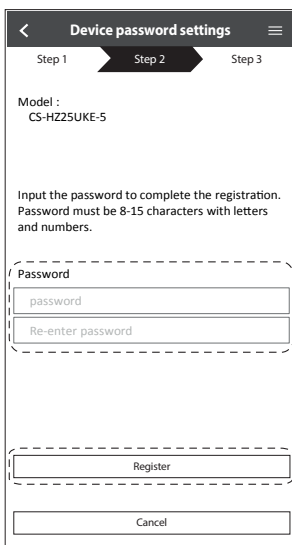 Device password settings
Step 1 Step 2 Step 3
Model :
CS-HZ25UKE-5
Input the password to complete the registration.
Password must be 8-15 characters with letters
and numbers.
Password
password
Re-enter password
Register
Cancel